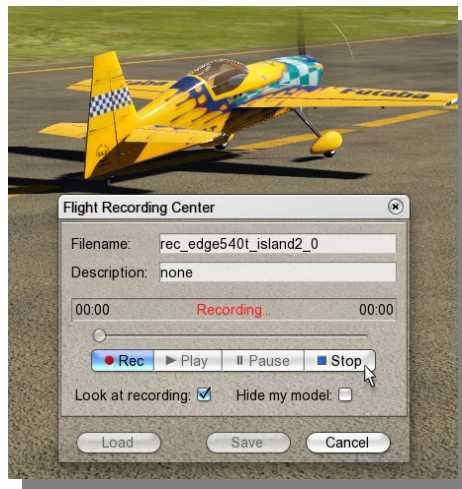 Futaba
Flight Recording Center
Filename: rec_edge540t_island2_0
Description: none
00:00 Recording... 00:00
Rec Play Pause Stop
Look at recording: Hide my model:
Load Save Cancel